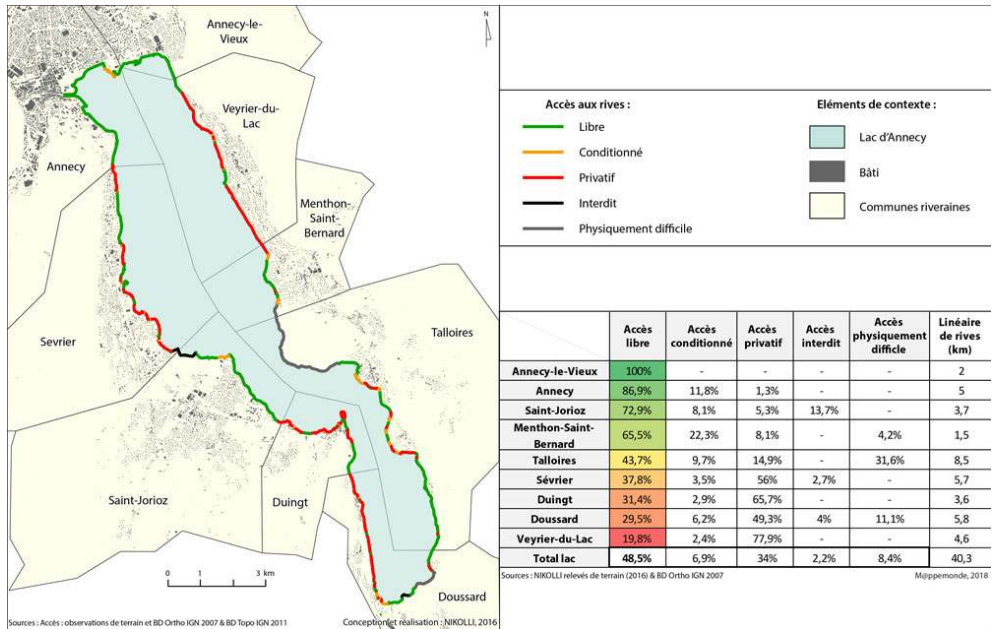 Annecy-le-
Vieux
N
Veyrier-du-
Lac
Annecy
Menthon-
Saint-
Bernard
Talloires
Sevrier
Saint-Jorioz
Duingt
Doussard
0 1 3 km
Sources : Accès : observations de terrain et BD Ortho IGN 2007 & BD Topo IGN 2011
Conception et réalisation : NIKOLLI, 2016
Accès aux rives :
Libre
Conditionné
Privatif
Interdit
Physiquement difficile
Eléments de contexte :
Lac d'Annecy
Bâti
Communes riveraines
Accès libre Accès conditionné Accès privatif Accès interdit Accès physiquement difficle Linéaire de rives (km)
Annecy-le-Vieux 100% - - - - 2
Annecy 86,9% 11,8% 1,3% - - 5
Saint-Jorioz 72,9% 8,1% 5,3% 13,7% - 3,7
Menthon-Saint-Bernard 65,5% 22,3% 8,1% - 4,2% 1,5
Talloires 43,7% 9,7% 14,9% - 31,6% 8,5
Sévrier 37,8% 3,5% 56% 2,7% - 5,7
Duingt 31,4% 2,9% 65,7% - - 3,6
Doussard 29,5% 6,2% 49,3% 4% 11,1% 5,8
Veyrier-du-Lac 19,8% 2,4% 77,9% - - 4,6
Total lac 48,5% 6,9% 34% 2,2% 8,4% 40,3
Sources : NIKOLLI relevés de terrain (2016) & BD Ortho IGN 2007
M@ppemonde, 2018